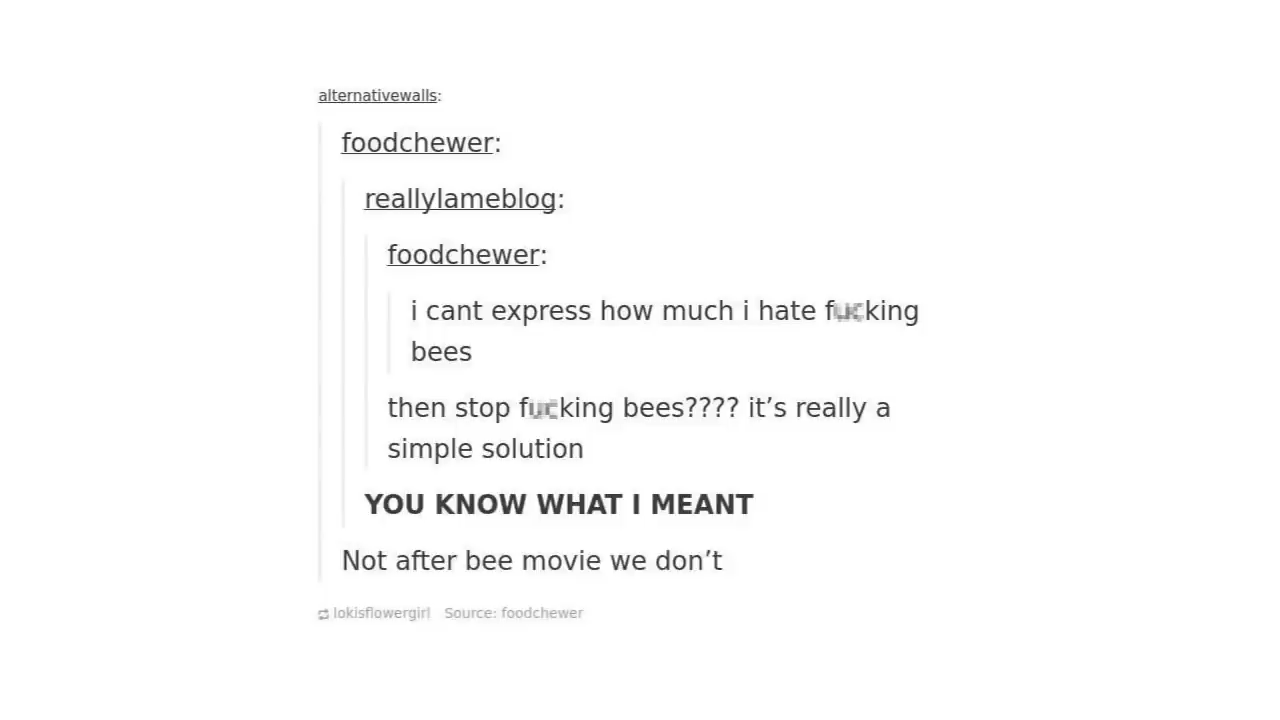 alternativewalls:
foodchewer:
reallylameblog:
foodchewer:
i cant express how much i hate fucking
bees
then stop fucking bees???? it’s really a
simple solution
YOU KNOW WHAT I MEANT
Not after bee movie we don’t
lokisflowergirl Source: foodchewer